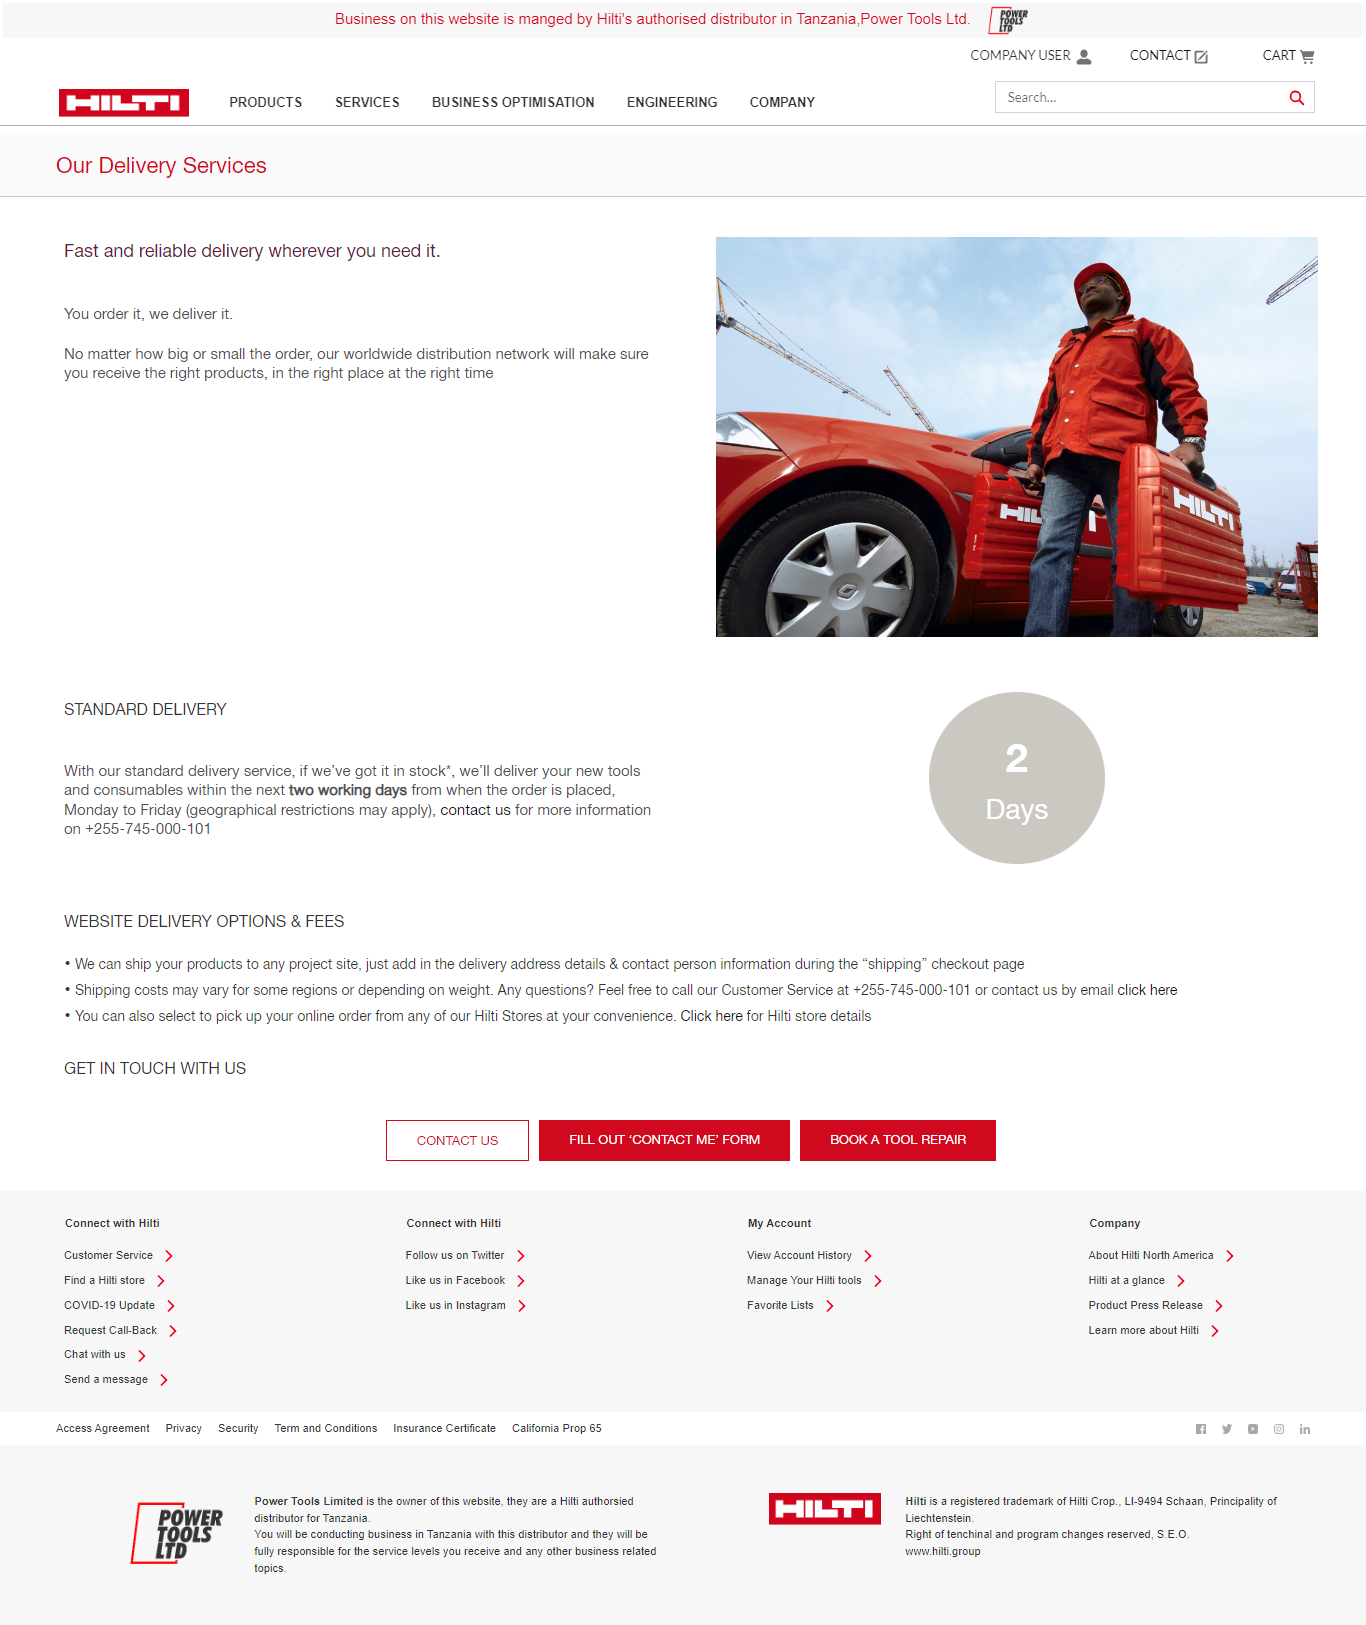 Business on this website is manged by Hilti's authorised distributor in Tanzania,Power Tools Ltd. POWER TOOLS LTD
COMPANY USER CONTACT CART
HILTI PRODUCTS SERVICES BUSINESS OPTIMISATION ENGINEERING COMPANY Search...
Our Delivery Services
Fast and reliable delivery wherever you need it.
You order it, we deliver it.
No matter how big or small the order, our worldwide distribution network will make sure
you receive the right products, in the right place at the right time
HILTI
HILTI
HILTI
STANDARD DELIVERY
With our standard delivery service, if we've got it in stock*, we'll deliver your new tools
and consumables within the next two working days from when the order is placed,
Monday to Friday (geographical restrictions may apply), contact us for more information
on +255-745-000-101
2
Days
WEBSITE DELIVERY OPTIONS & FEES
• We can ship your products to any project site, just add in the delivery address details & contact person information during the “shipping” checkout page
• Shipping costs may vary for some regions or depending on weight. Any questions? Feel free to call our Customer Service at +255-745-000-101 or contact us by email click here
• You can also select to pick up your online order from any of our Hilti Stores at your convenience. Click here for Hilti store details
GET IN TOUCH WITH US
CONTACT US FILL OUT ‘CONTACT ME’ FORM BOOK A TOOL REPAIR
Connect with Hilti
Customer Service
Find a Hilti store
COVID-19 Update
Request Call-Back
Chat with us
Send a message
Connect with Hilti
Follow us on Twitter
Like us in Facebook
Like us in Instagram
My Account
View Account History
Manage Your Hilti tools
Favorite Lists
Company
About Hilti North America
Hilti at a glance
Product Press Release
Learn more about Hilti
Access Agreement Privacy Security Term and Conditions Insurance Certificate California Prop 65
POWER
TOOLS
LTD
Power Tools Limited is the owner of this website, they are a Hilti authorsied
distributor for Tanzania.
You will be conducting business in Tanzania with this distributor and they will be
fully responsible for the service levels you receive and any other business related
topics.
HILTI
Hilti is a registered trademark of Hilti Crop., LI-9494 Schaan, Principality of
Liechtenstein.
Right of tenchinal and program changes reserved, S.E.O.
www.hilti.group